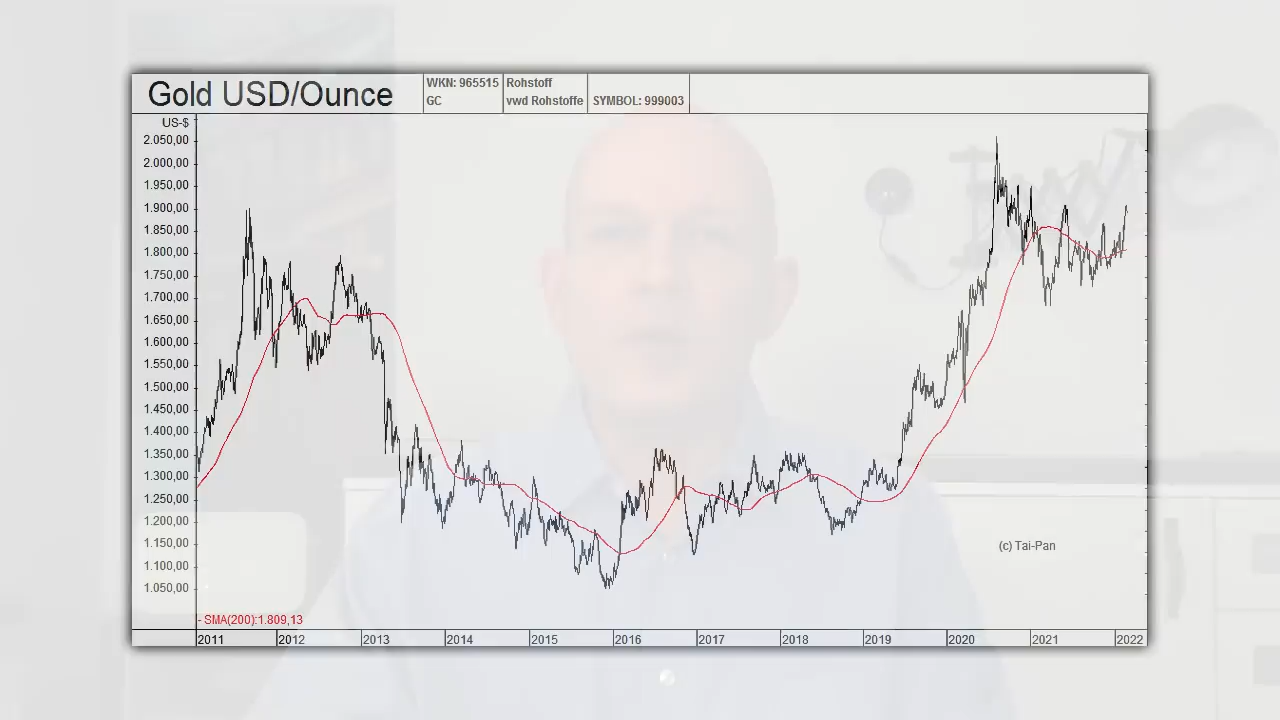 Gold USD/Ounce
WKN: 965515
GC
Rohstoff
vwd Rohstoffe
SYMBOL: 999003
US-$
2.050,00
2.000,00
1.950,00
1.900,00
1.850,00
1.800,00
1.750,00
1.700,00
1.650,00
1.600,00
1.550,00
1.500,00
1.450,00
1.400,00
1.350,00
1.300,00
1.250,00
1.200,00
1.150,00
1.100,00
1.050,00
(c) Tai-Pan
- SMA(200):1.809,13
2011 2012 2013 2014 2015 2016 2017 2018 2019 2020 2021 2022